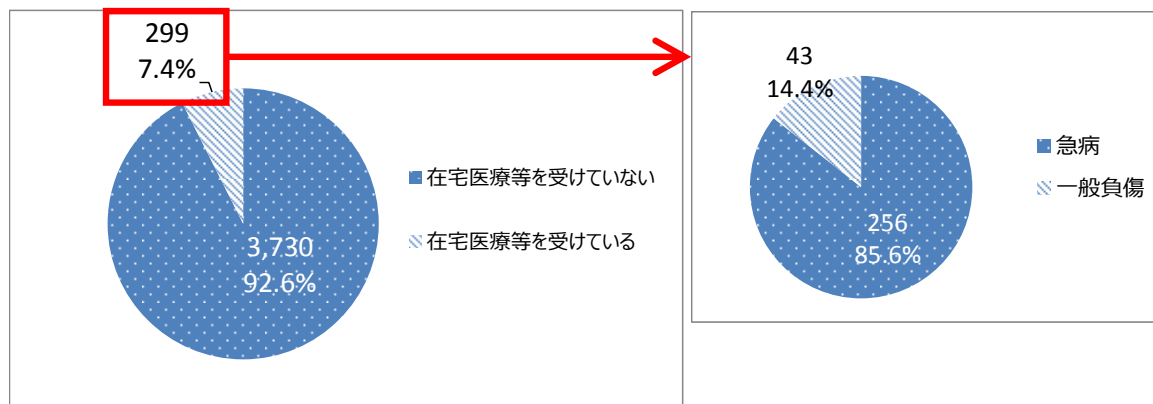 299
7.4%
3,730
92.6%
在宅医療等を受けていない
在宅医療等を受けている
43
14.4%
256
85.6%
急病
一般負傷